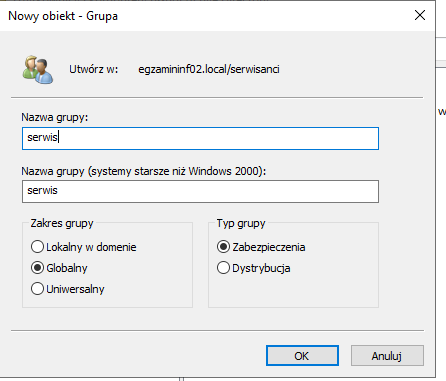 Nowy obiekt - Grupa
Utwórz w: egzamininf02.local/serwisanci
Nazwa grupy:
serwis
Nazwa grupy (systemy starsze niż Windows 2000):
serwis
Zakres grupy
Lokalny w domenie
Globalny
Uniwersalny
Typ grupy
Zabezpieczenia
Dystrybucja
OK Anuluj
w